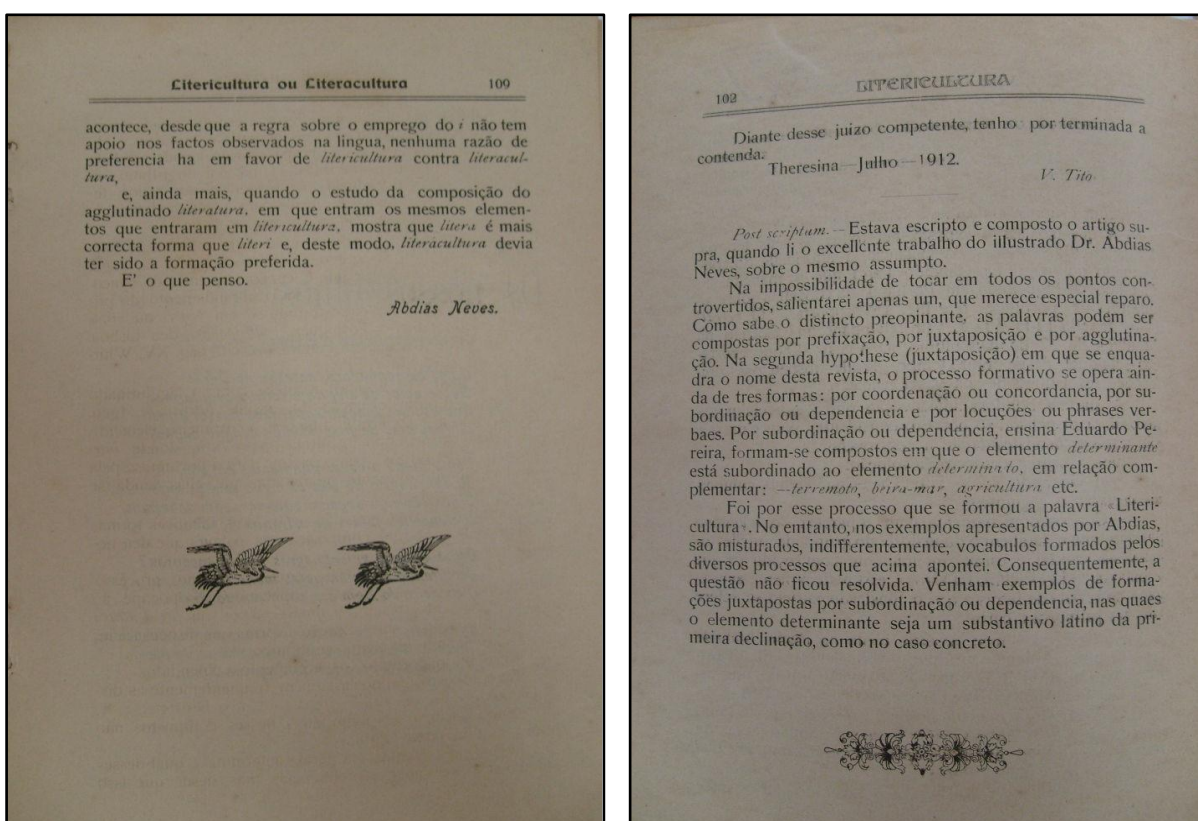 Litericultura ou Literacultura 109
acontece, desde que a regra sobre o emprego do i não tem
apoio nos factos observados na lingua, nenhuma razão de
preferencia ha em favor de litericultura contra literacul-
tura,
e, ainda mais, quando o estudo da composição do
agglutinado literatura, em que entram os mesmos elemen-
tos que entraram em litericultura, mostra que litera é mais
correcta forma que literi e, deste modo, literacultura devia
ter sido a formação preferida.
E' o que penso.
Abdias Neves.
102 LITERICULTURA
Diante desse juizo competente, tenho por terminada a
contenda.
Theresina—Julho—1912.
V. Tito
Post scriptum.—Estava escripto e composto o artigo su-
pra, quando li o excellente trabalho do illustrado Dr. Abdias
Neves, sobre o mesmo assumpto.
Na impossibilidade de tocar em todos os pontos con-
trovertidos, salientarei apenas um, que merece especial reparo.
Como sabe o distincto preopinante, as palavras podem ser
compostas por prefixação, por juxtaposição e por agglutina-
ção. Na segunda hypothese (juxtaposição) em que se enqua-
dra o nome desta revista, o processo formativo se opera ain-
da de tres formas: por coordenação ou concordancia, por su-
bordinação ou dependencia e por locuções ou phrases ver-
baes. Por subordinação ou dependencia, ensina Eduardo Pe-
reira, formam-se compostos em que o elemento determinante
está subordinado ao elemento determinato, em relação com-
plementar: —terremoto, beira-mar, agricultura etc.
Foi por esse processo que se formou a palavra «Literi-
cultura». No emtanto, nos exemplos apresentados por Abdias,
são misturados, indifferentemente, vocabulos formados pelos
diversos processos que acima apontei. Consequentemente, a
questão não ficou resolvida. Venham exemplos de forma-
ções juxtapostas por subordinação ou dependencia, nas quaes
o elemento determinante seja um substantivo latino da pri-
meira declinação, como no caso concreto.